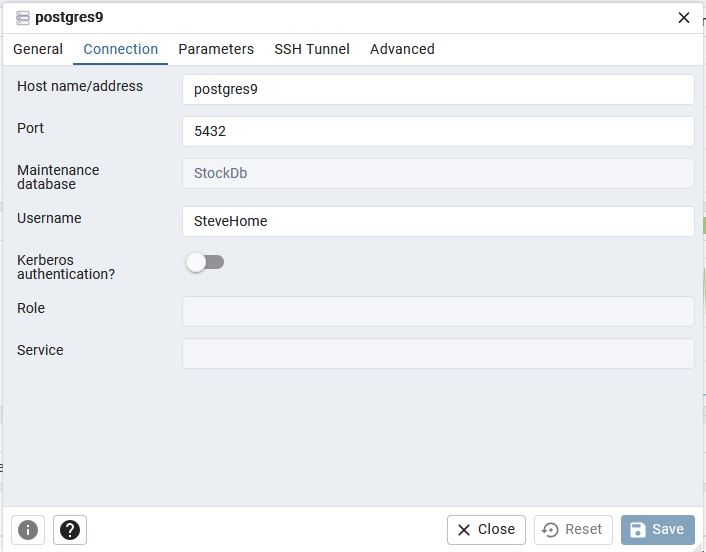 postgres9
General Connection Parameters SSH Tunnel Advanced
Host name/address postgres9
Port 5432
Maintenance
database StockDb
Username SteveHome
Kerberos
authentication?
Role
Service
Close Reset Save